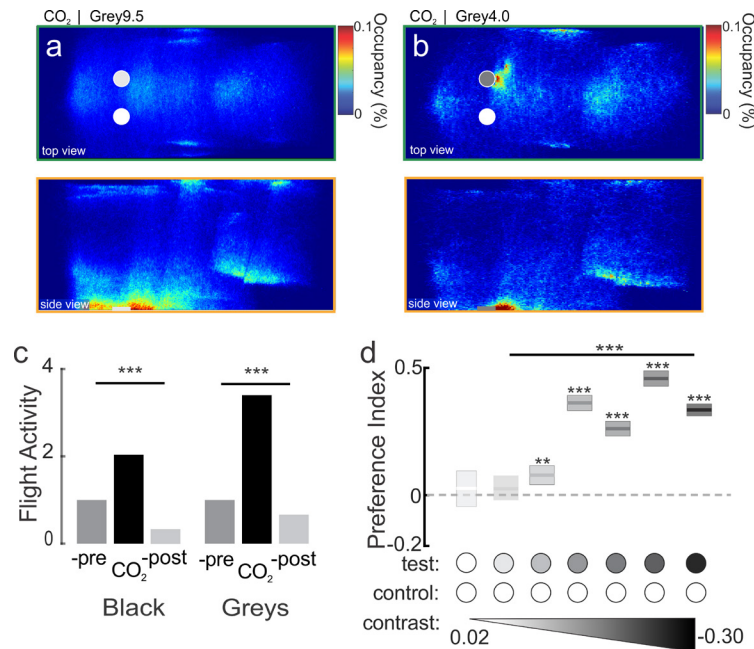 CO2 | Grey9.5
CO2 | Grey4.0
a
0.1
0
Occupancy (%)
top view
b
0.1
0
Occupancy (%)
top view
side view
side view
c
4
2
0
Flight Activity
***
***
-pre CO2 -post
-pre CO2 -post
Black Greys
d
0.5
0
-0.2
Preference Index
***
**
***
***
***
***
test:
control:
contrast:
0.02
-0.30